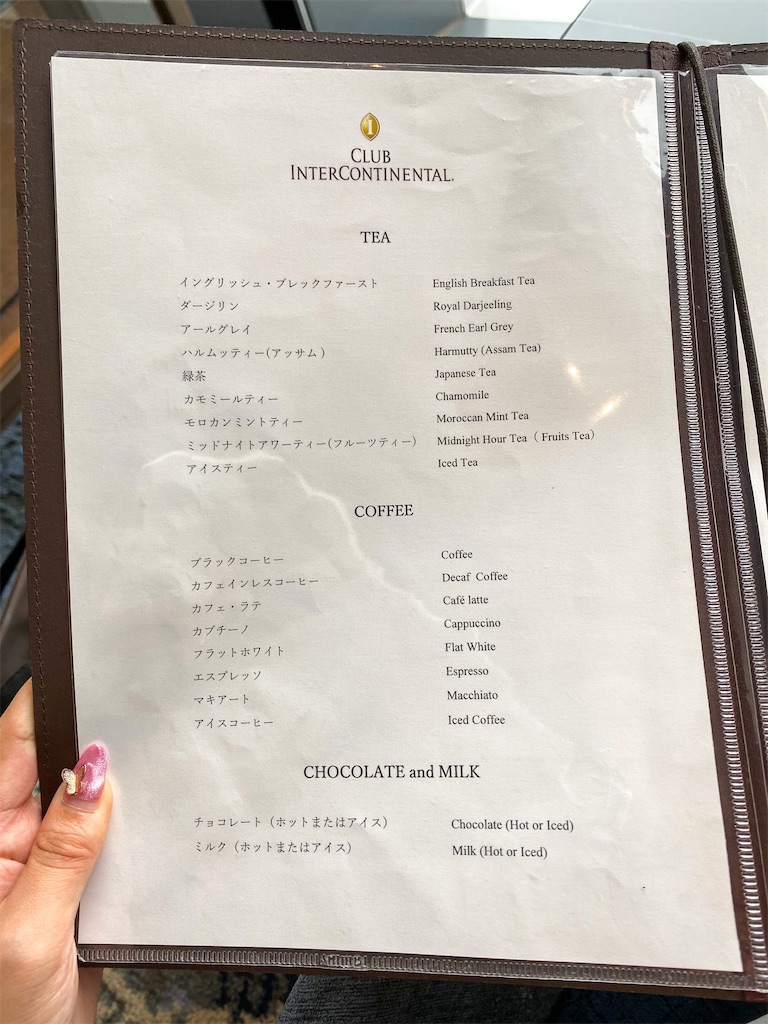 I
CLUB
INTERCONTINENTAL®
TEA
イングリッシュ・ブレックファースト English Breakfast Tea
ダージリン Royal Darjeeling
アールグレイ French Earl Grey
ハルムッティー(アッサム ) Harmutty (Assam Tea)
緑茶 Japanese Tea
カモミールティー Chamomile
モロカンミントティー Moroccan Mint Tea
ミッドナイトアワーティー(フルーツティー) Midnight Hour Tea ( Fruits Tea)
アイスティー Iced Tea
COFFEE
ブラックコーヒー Coffee
カフェインレスコーヒー Decaf Coffee
カフェ・ラテ Café latte
カプチーノ Cappuccino
フラットホワイト Flat White
エスプレッソ Espresso
マキアート Macchiato
アイスコーヒー Iced Coffee
CHOCOLATE and MILK
チョコレート（ホットまたはアイス） Chocolate (Hot or Iced)
ミルク（ホットまたはアイス） Milk (Hot or Iced)